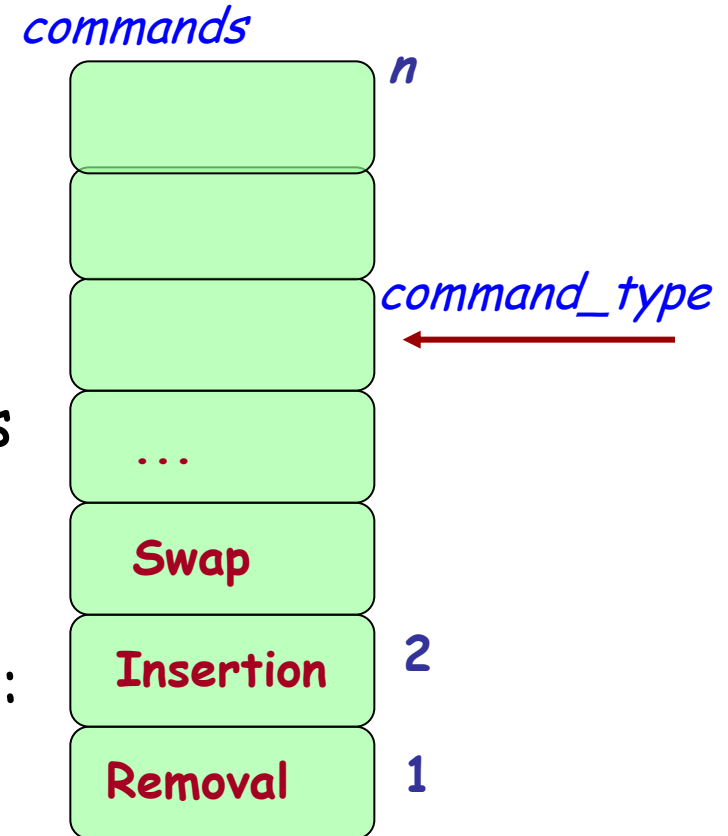 commands
n
command_type
s
...
Swap
Insertion 2
:
Removal 1